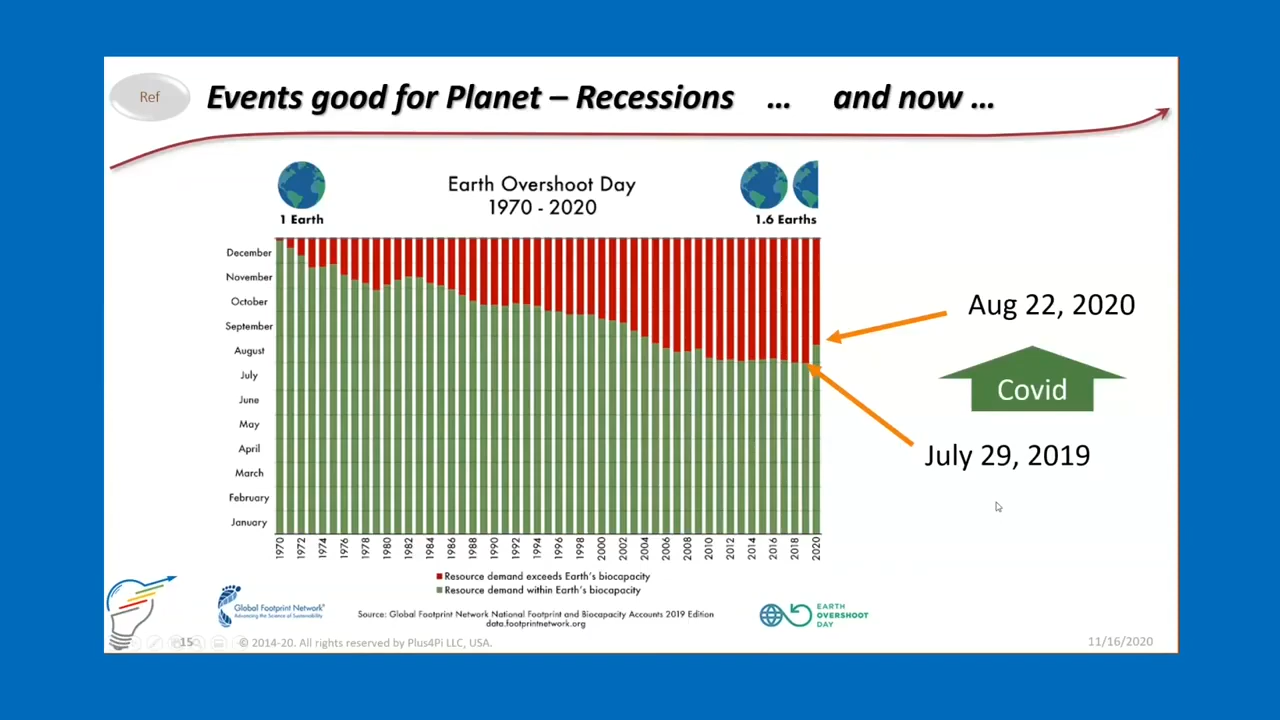 Ref
Events good for Planet – Recessions … and now …
Earth Overshoot Day
1970 - 2020
1 Earth
1.6 Earths
December
November
October
September
August
July
June
May
April
March
February
January
1970 1972 1974 1976 1978 1980 1982 1984 1986 1988 1990 1992 1994 1996 1998 2000 2002 2004 2006 2008 2010 2012 2014 2016 2018 2020
Aug 22, 2020
Covid
July 29, 2019
Resource demand exceeds Earth's biocapacity
Resource demand within Earth's biocapacity
Global Footprint Network®
Advancing the Science of Sustainability
Source: Global Footprint Network National Footprint and Biocapacity Accounts 2019 Edition
data.footprintnetwork.org
EARTH
OVERSHOOT
DAY
15
© 2014-20. All rights reserved by Plus4Pi LLC, USA.
11/16/2020